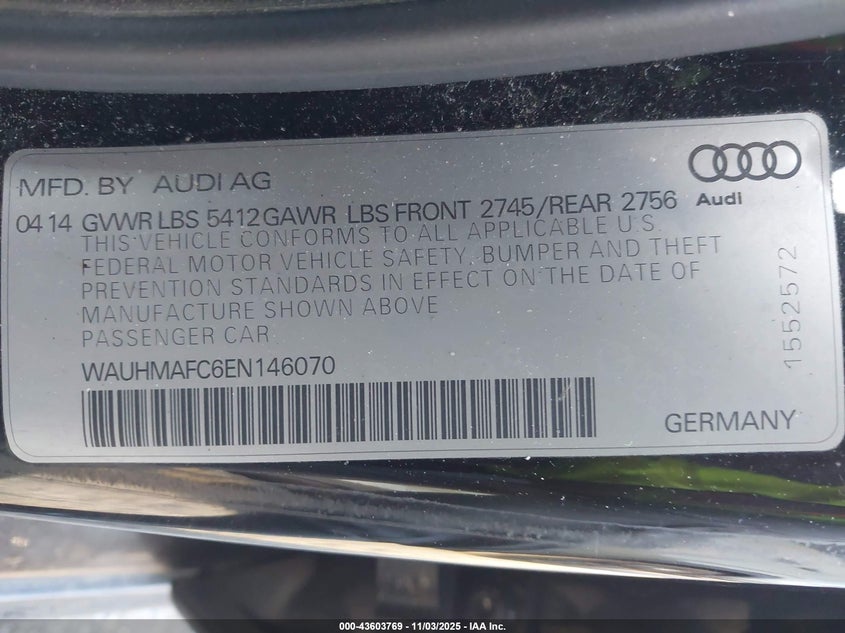 MFD. BY AUDI AG
Audi
04 14 GVWR LBS 5412 GAWR LBS FRONT 2745/REAR 2756
THIS VEHICLE CONFORMS TO ALL APPLICABLE U.S.
FEDERAL MOTOR VEHICLE SAFETY, BUMPER AND THEFT
PREVENTION STANDARDS IN EFFECT ON THE DATE OF
MANUFACTURE SHOWN ABOVE
PASSENGER CAR
WAUHMAFC6EN146070
GERMANY
1552572
000-43603769 - 11/03/2025 - IAA Inc.